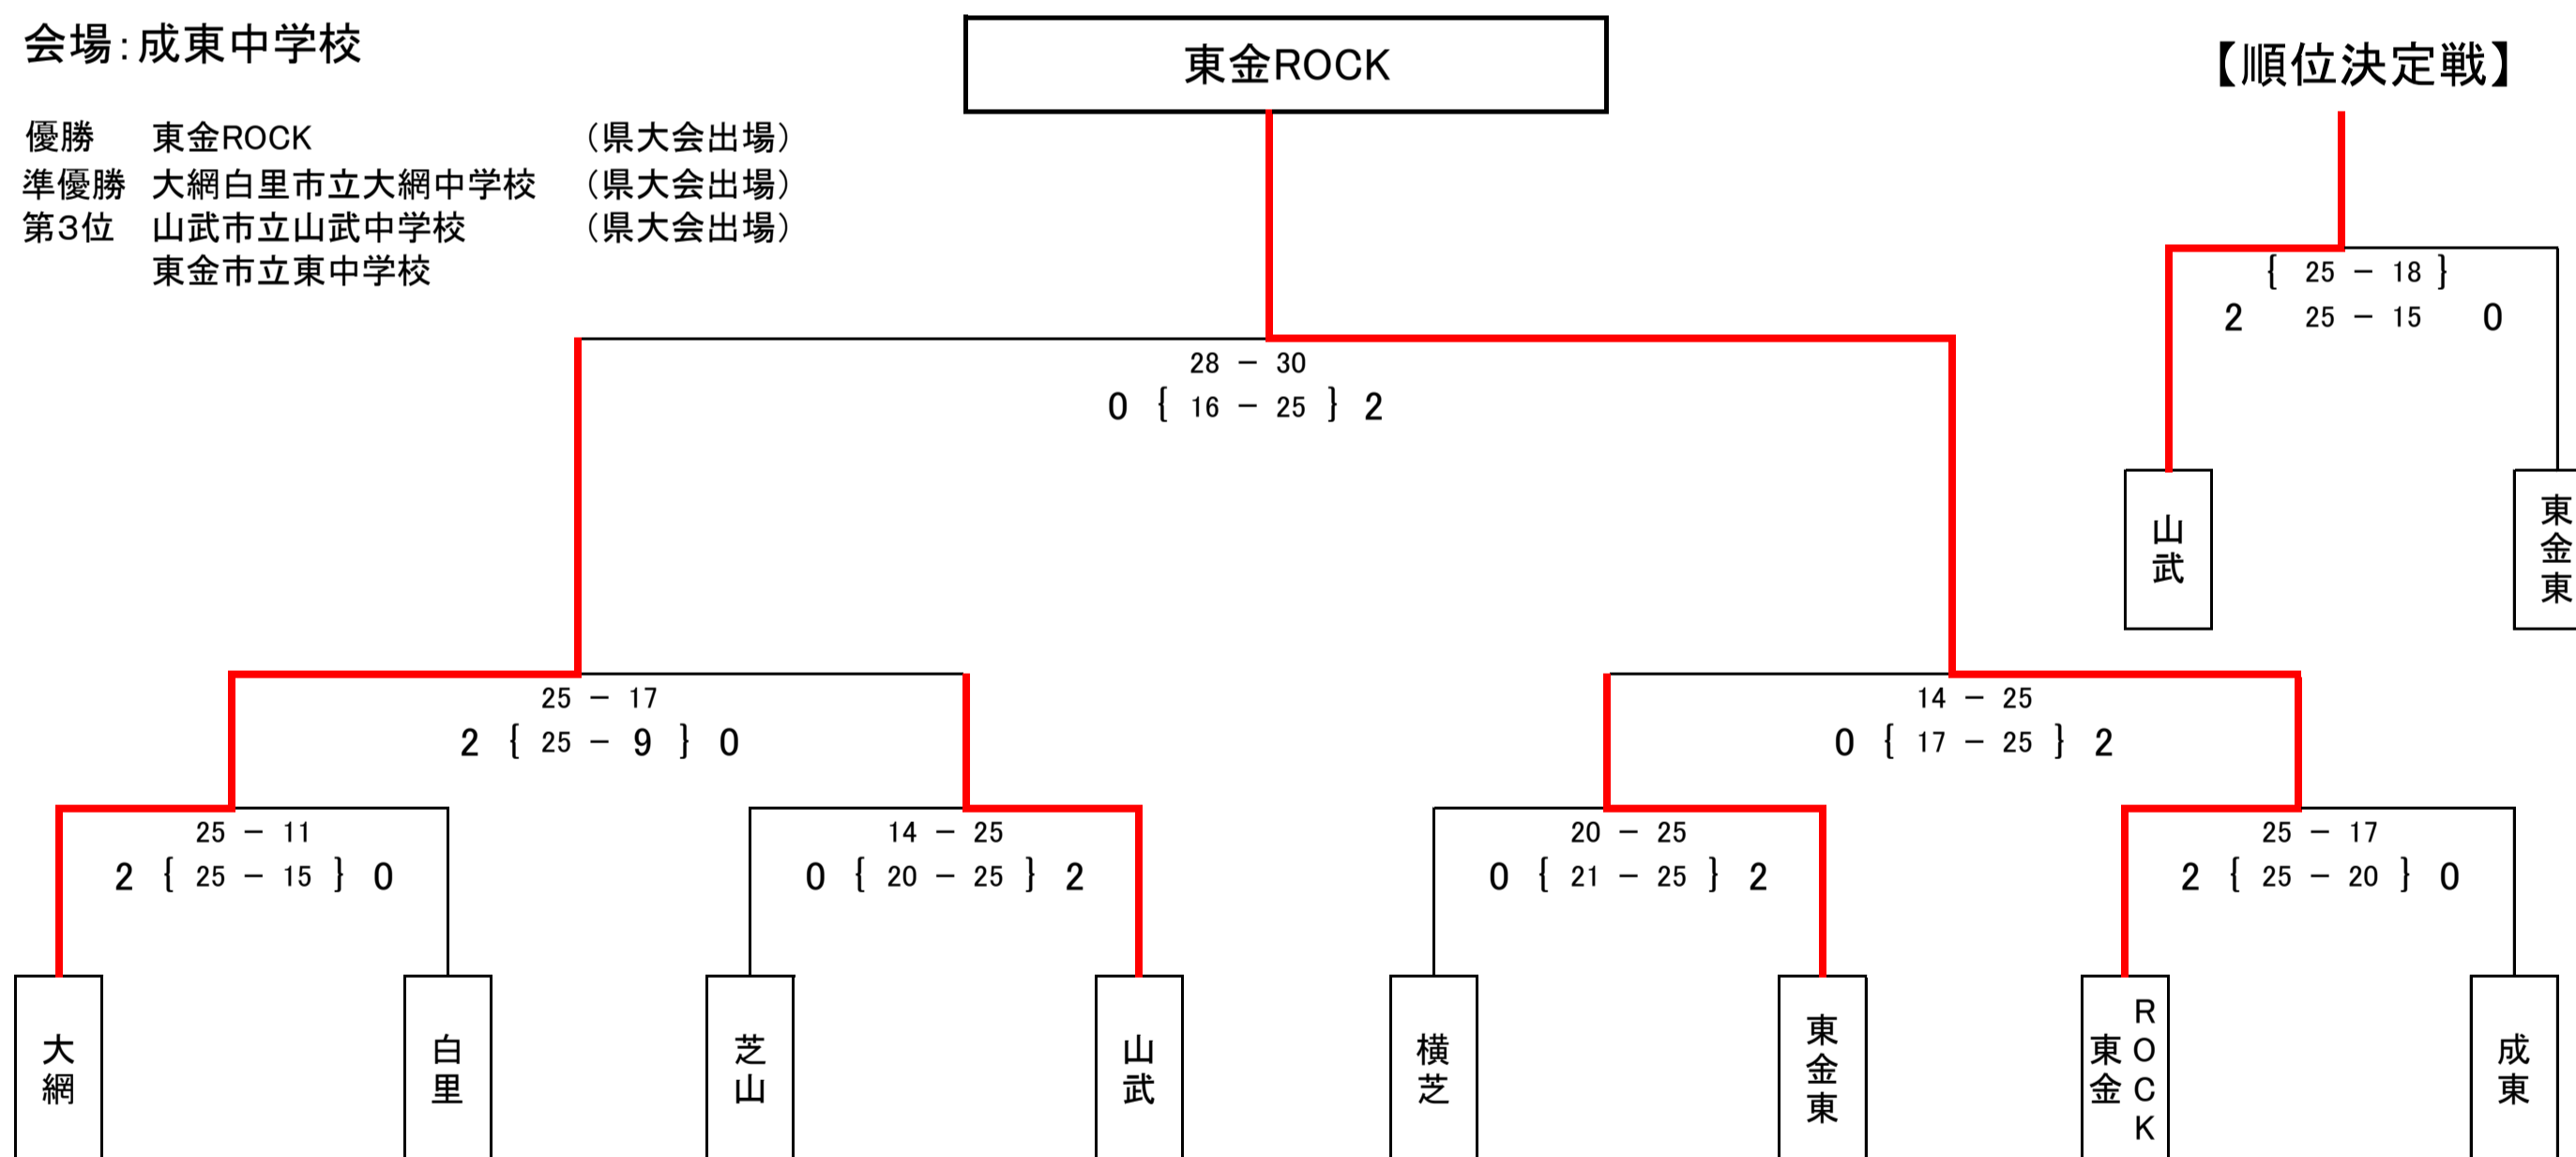 会場：成東中学校
東金ROCK
【順位決定戦】
優勝 東金ROCK （県大会出場）
準優勝 大網白里市立大網中学校 （県大会出場）
第3位 山武市立山武中学校 （県大会出場）
東金市立東中学校
{ 25 － 18 }
2 25 － 15 0
28 － 30
0 { 16 － 25 } 2
山武
東金東
25 － 17
2 { 25 － 9 } 0
14 － 25
0 { 17 － 25 } 2
25 － 11
2 { 25 － 15 } 0
14 － 25
0 { 20 － 25 } 2
20 － 25
0 { 21 － 25 } 2
25 － 17
2 { 25 － 20 } 0
大網
白里
芝山
山武
横芝
東金東
東金ROCK
成東